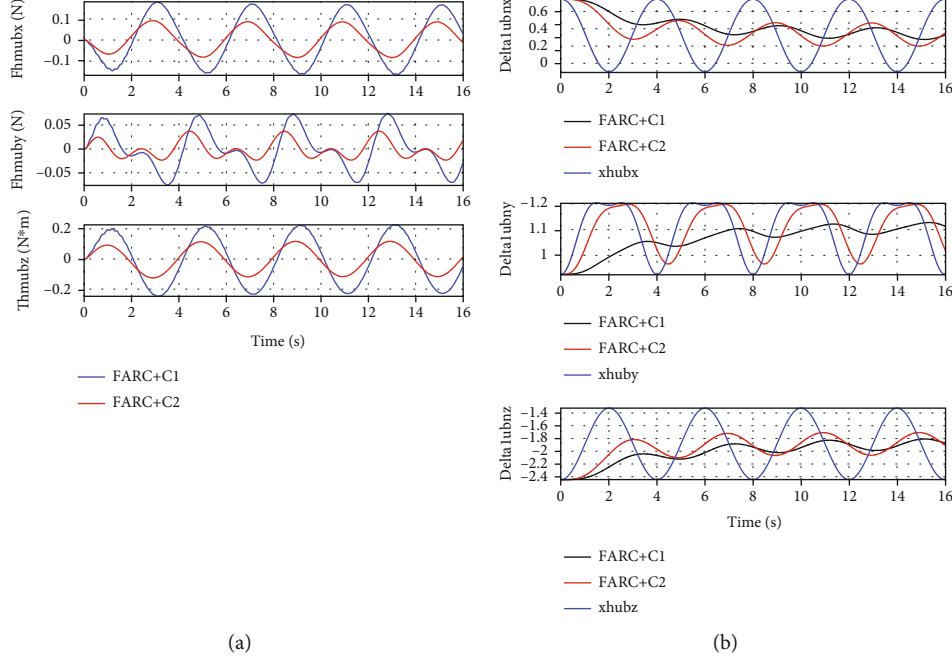 Fhmubx (N)
0.1
0
−0.1
0 2 4 6 8 10 12 14 16
Fhmuby (N)
0.05
0
−0.05
0 2 4 6 8 10 12 14 16
Thmubz (N*m)
0.2
0
−0.2
0 2 4 6 8 10 12 14 16
Time (s)
FARC+C1
FARC+C2
(a)
Delta1ubnx
0.6
0.4
0.2
0
0 2 4 6 8 10 12 14 16
FARC+C1
FARC+C2
xhubx
Delta1ubny
−1.2
1.1
1
0 2 4 6 8 10 12 14 16
FARC+C1
FARC+C2
xhuby
Delta1ubnz
−1.4
−1.6
−1.8
−2
−2.2
−2.4
0 2 4 6 8 10 12 14 16
Time (s)
FARC+C1
FARC+C2
xhubz
(b)